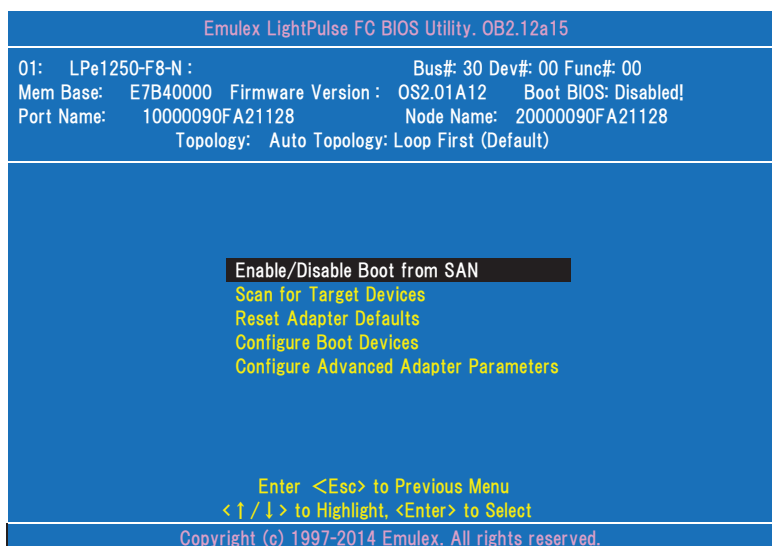 Emulex LightPulse FC BIOS Utility. OB2.12a15
01: LPe1250-F8-N : Bus#: 30 Dev#: 00 Func#: 00
Mem Base: E7B40000 Firmware Version : OS2.01A12 Boot BIOS: Disabled!
Port Name: 10000090FA21128 Node Name: 20000090FA21128
Topology: Auto Topology: Loop First (Default)
Enable/Disable Boot from SAN
Scan for Target Devices
Reset Adapter Defaults
Configure Boot Devices
Configure Advanced Adapter Parameters
Enter <Esc> to Previous Menu
<↑/↓> to Highlight, <Enter> to Select
Copyright (c) 1997-2014 Emulex. All rights reserved.